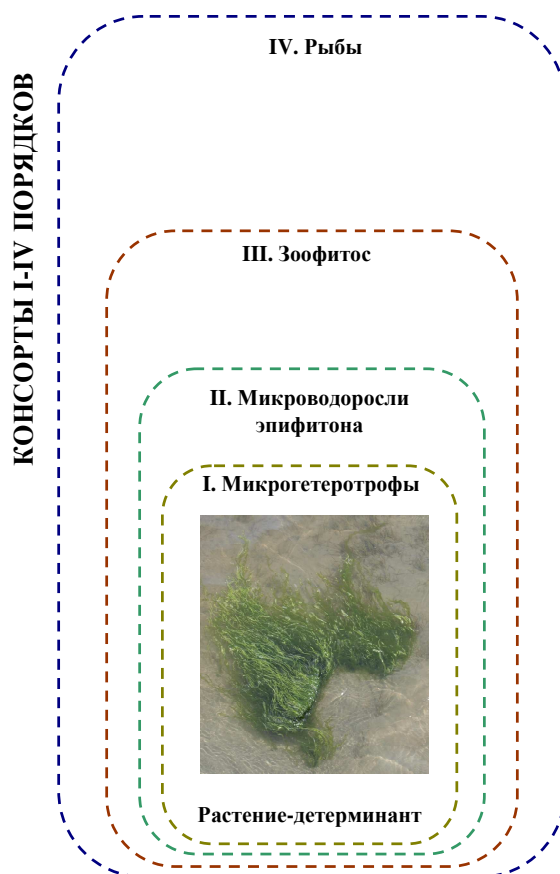 КОНСОРТЫ I-IV ПОРЯДКОВ
IV. Рыбы
III. Зоофитос
II. Микроводоросли
эпифитона
I. Микрогетеротрофы
Растение-детерминант